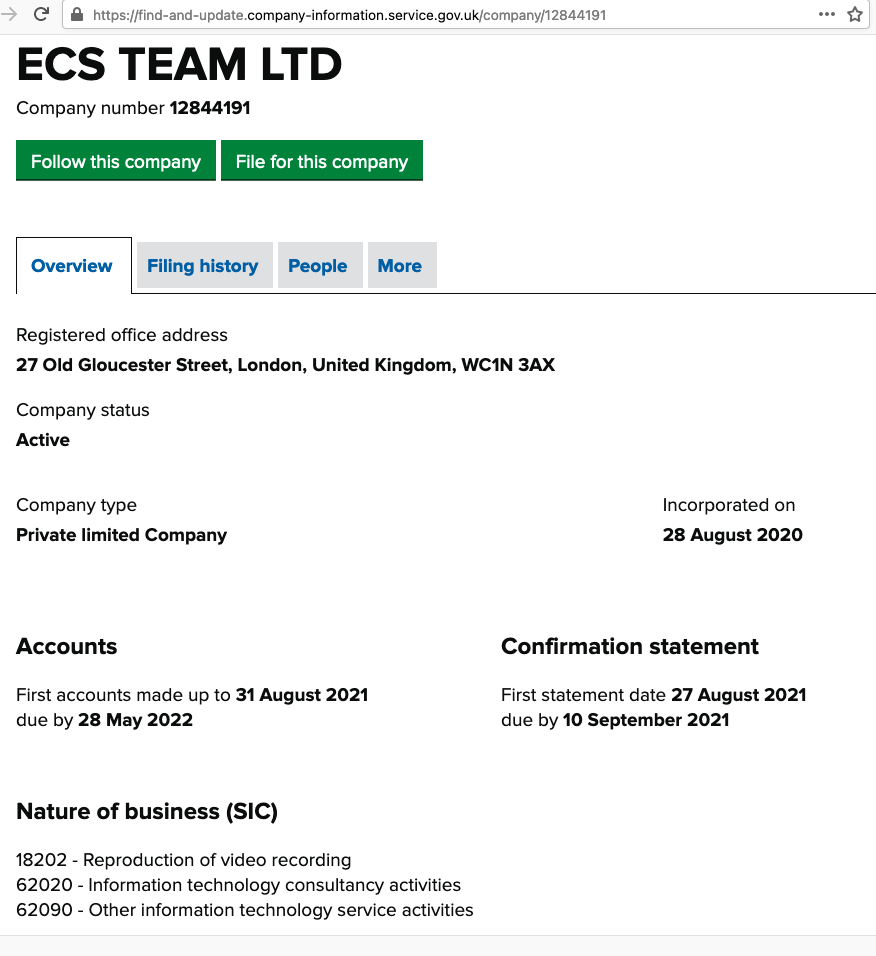 https://find-and-update.company-information.service.gov.uk/company/12844191
ECS TEAM LTD
Company number 12844191
Follow this company File for this company
Overview Filing history People More
Registered office address
27 Old Gloucester Street, London, United Kingdom, WC1N 3AX
Company status
Active
Company type Incorporated on
Private limited Company 28 August 2020
Accounts
First accounts made up to 31 August 2021
due by 28 May 2022
Confirmation statement
First statement date 27 August 2021
due by 10 September 2021
Nature of business (SIC)
18202 - Reproduction of video recording
62020 - Information technology consultancy activities
62090 - Other information technology service activities